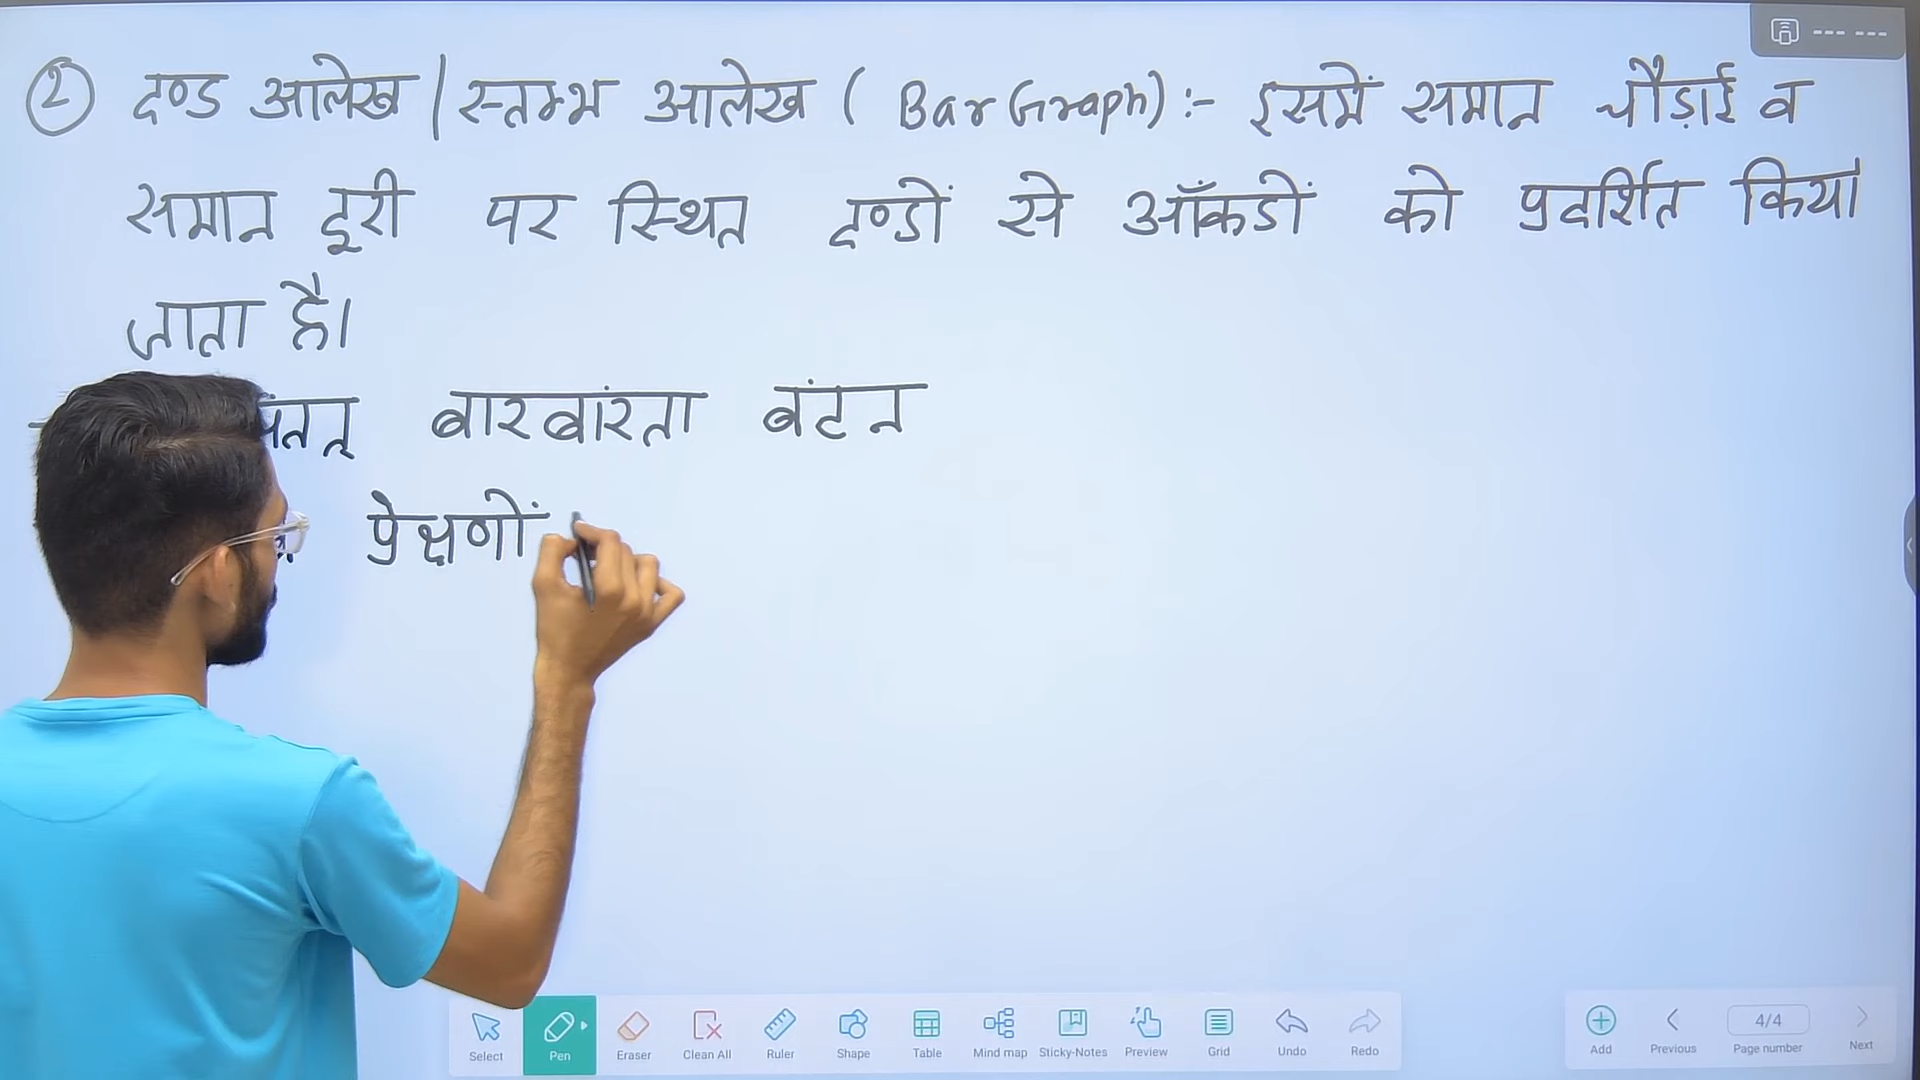 ② दण्ड आलेख | स्तम्भ आलेख ( Bar Graph) :- इसमें समान चौड़ाई व
समान दूरी पर स्थित दण्डों से आँकडों को प्रदर्शित किया
जाता है।
बारबांरता बंटन
प्रेक्षणों
Select Pen Eraser Clean All Ruler Shape Table Mind map Sticky-Notes Preview Grid Undo Redo
Add Previous 4/4 Page number Next